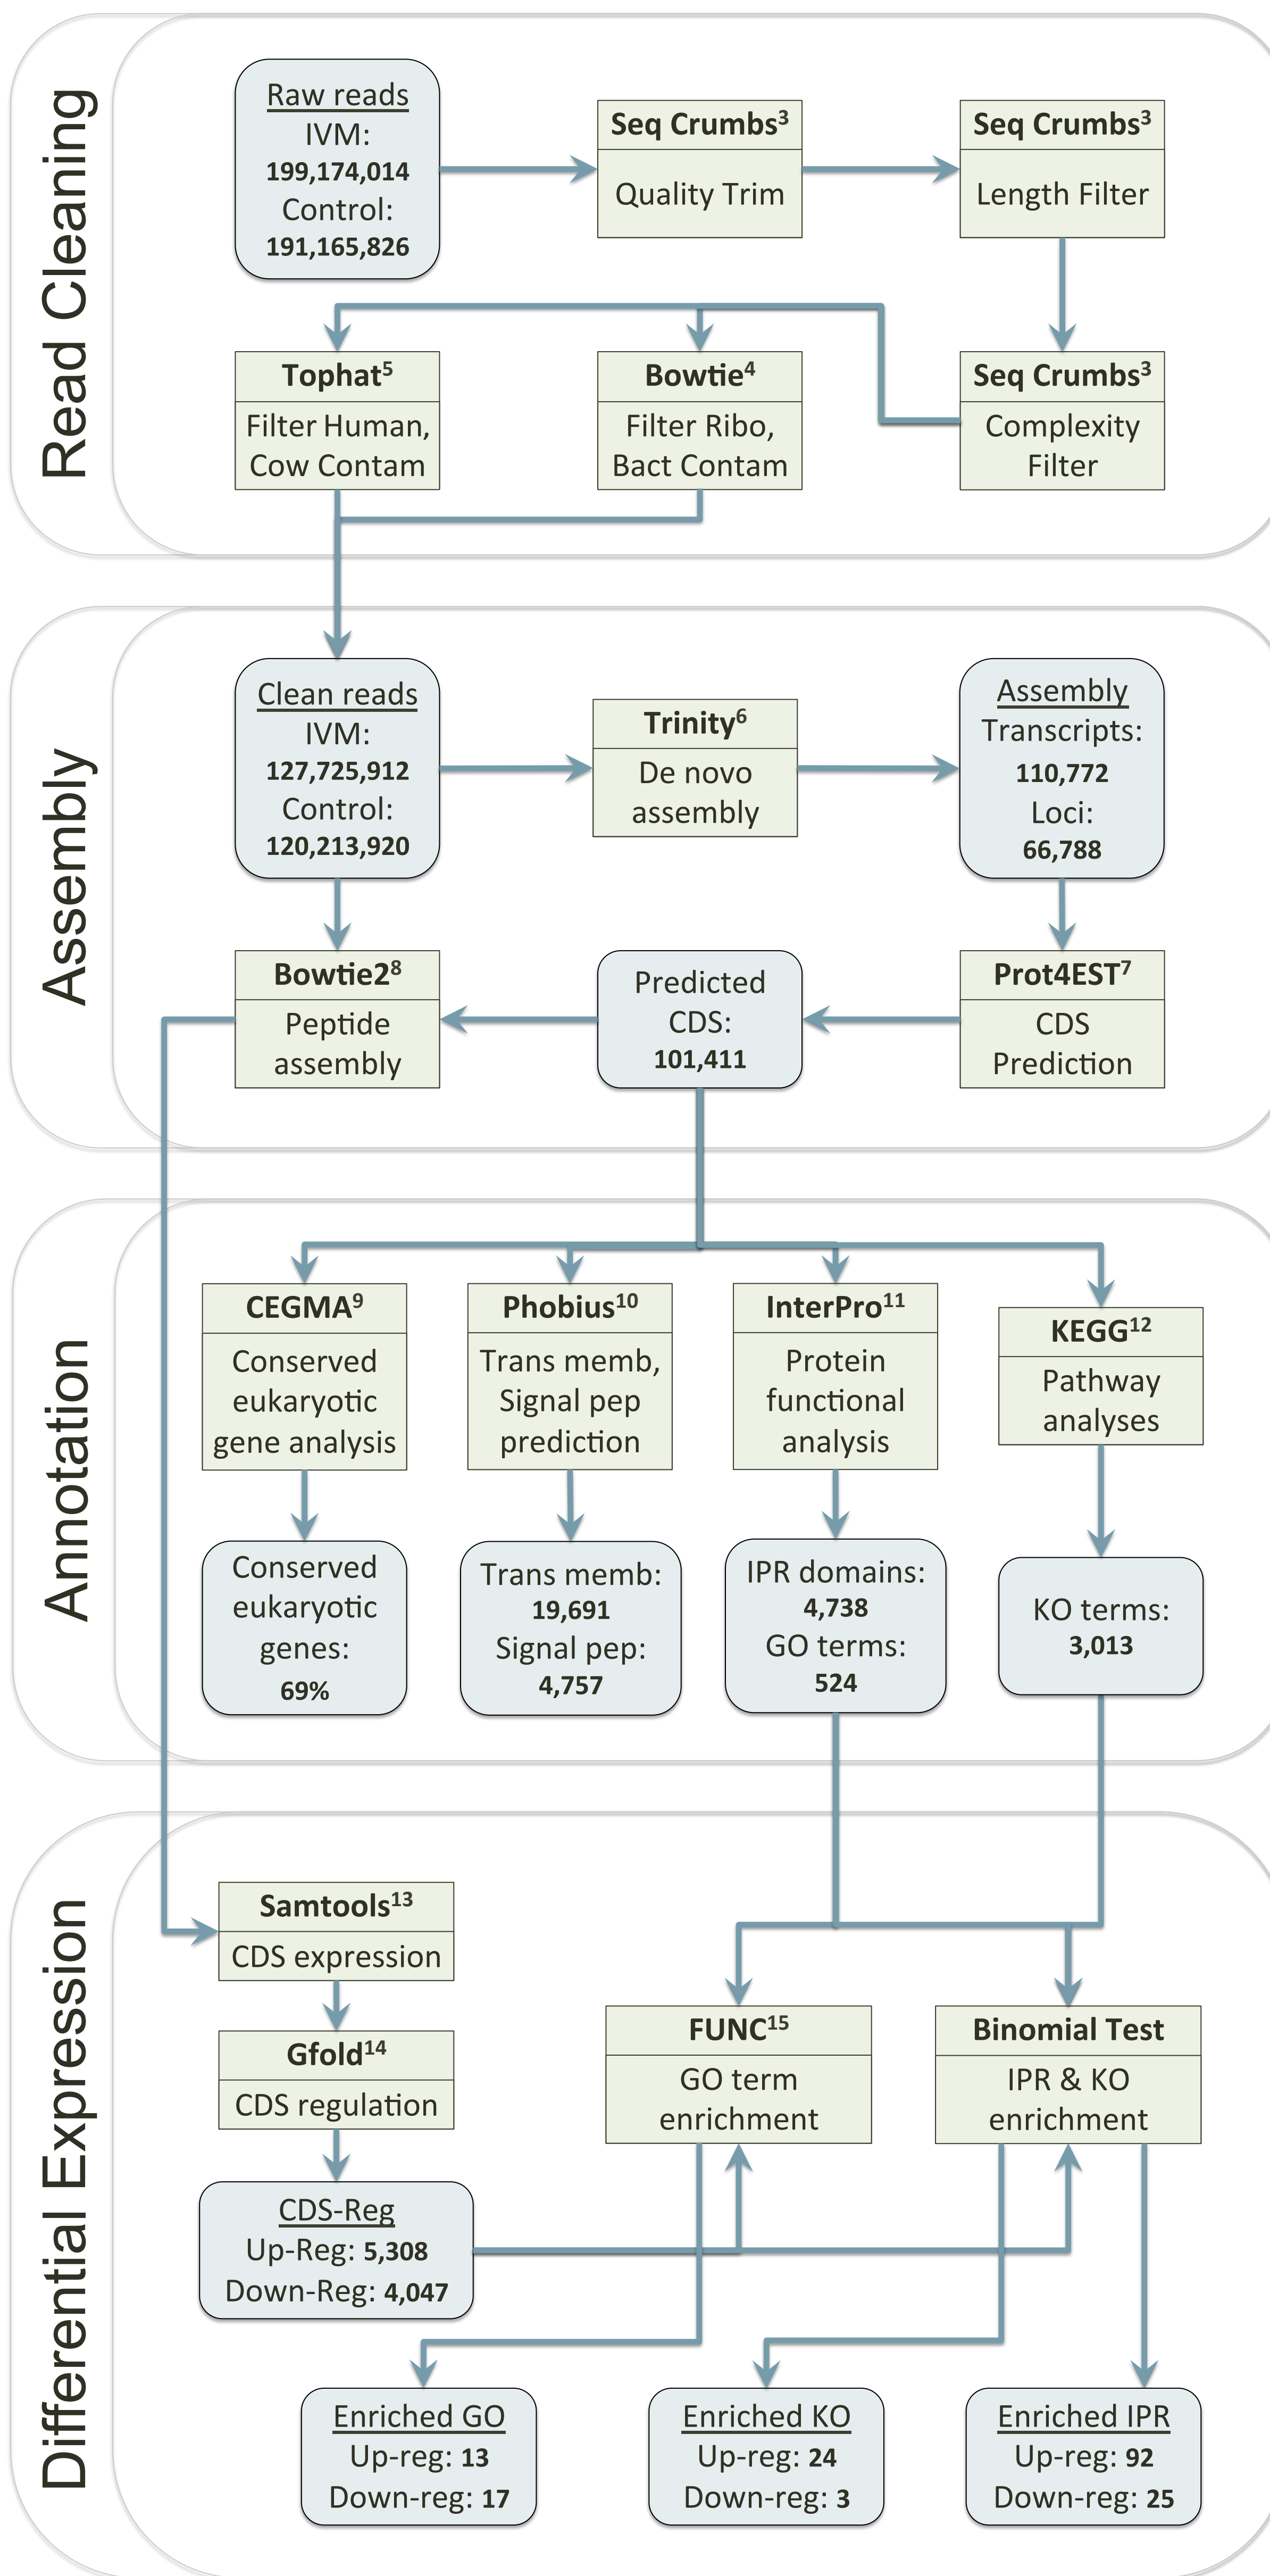 Read Cleaning
Raw reads
IVM:
199,174,014
Control:
191,165,826
Seq Crumbs3
Quality Trim
Seq Crumbs3
Length Filter
Tophat5
Filter Human,
Cow Contam
Bowtie4
Filter Ribo,
Bact Contam
Seq Crumbs3
Complexity
Filter
Assembly
Clean reads
IVM:
127,725,912
Control:
120,213,920
Trinity6
De novo
assembly
Assembly
Transcripts:
110,772
Loci:
66,788
Bowtie28
Peptide
assembly
Predicted
CDS:
101,411
Prot4EST7
CDS
Prediction
Annotation
CEGMA9
Conserved
eukaryotic
gene analysis
Phobius10
Trans memb,
Signal pep
prediction
InterPro11
Protein
functional
analysis
KEGG12
Pathway
analyses
Conserved
eukaryotic
genes:
69%
Trans memb:
19,691
Signal pep:
4,757
IPR domains:
4,738
GO terms:
524
KO terms:
3,013
Differential Expression
Samtools13
CDS expression
Gfold14
CDS regulation
FUNC15
GO term
enrichment
Binomial Test
IPR & KO
enrichment
CDS-Reg
Up-Reg: 5,308
Down-Reg: 4,047
Enriched GO
Up-reg: 13
Down-reg: 17
Enriched KO
Up-reg: 24
Down-reg: 3
Enriched IPR
Up-reg: 92
Down-reg: 25